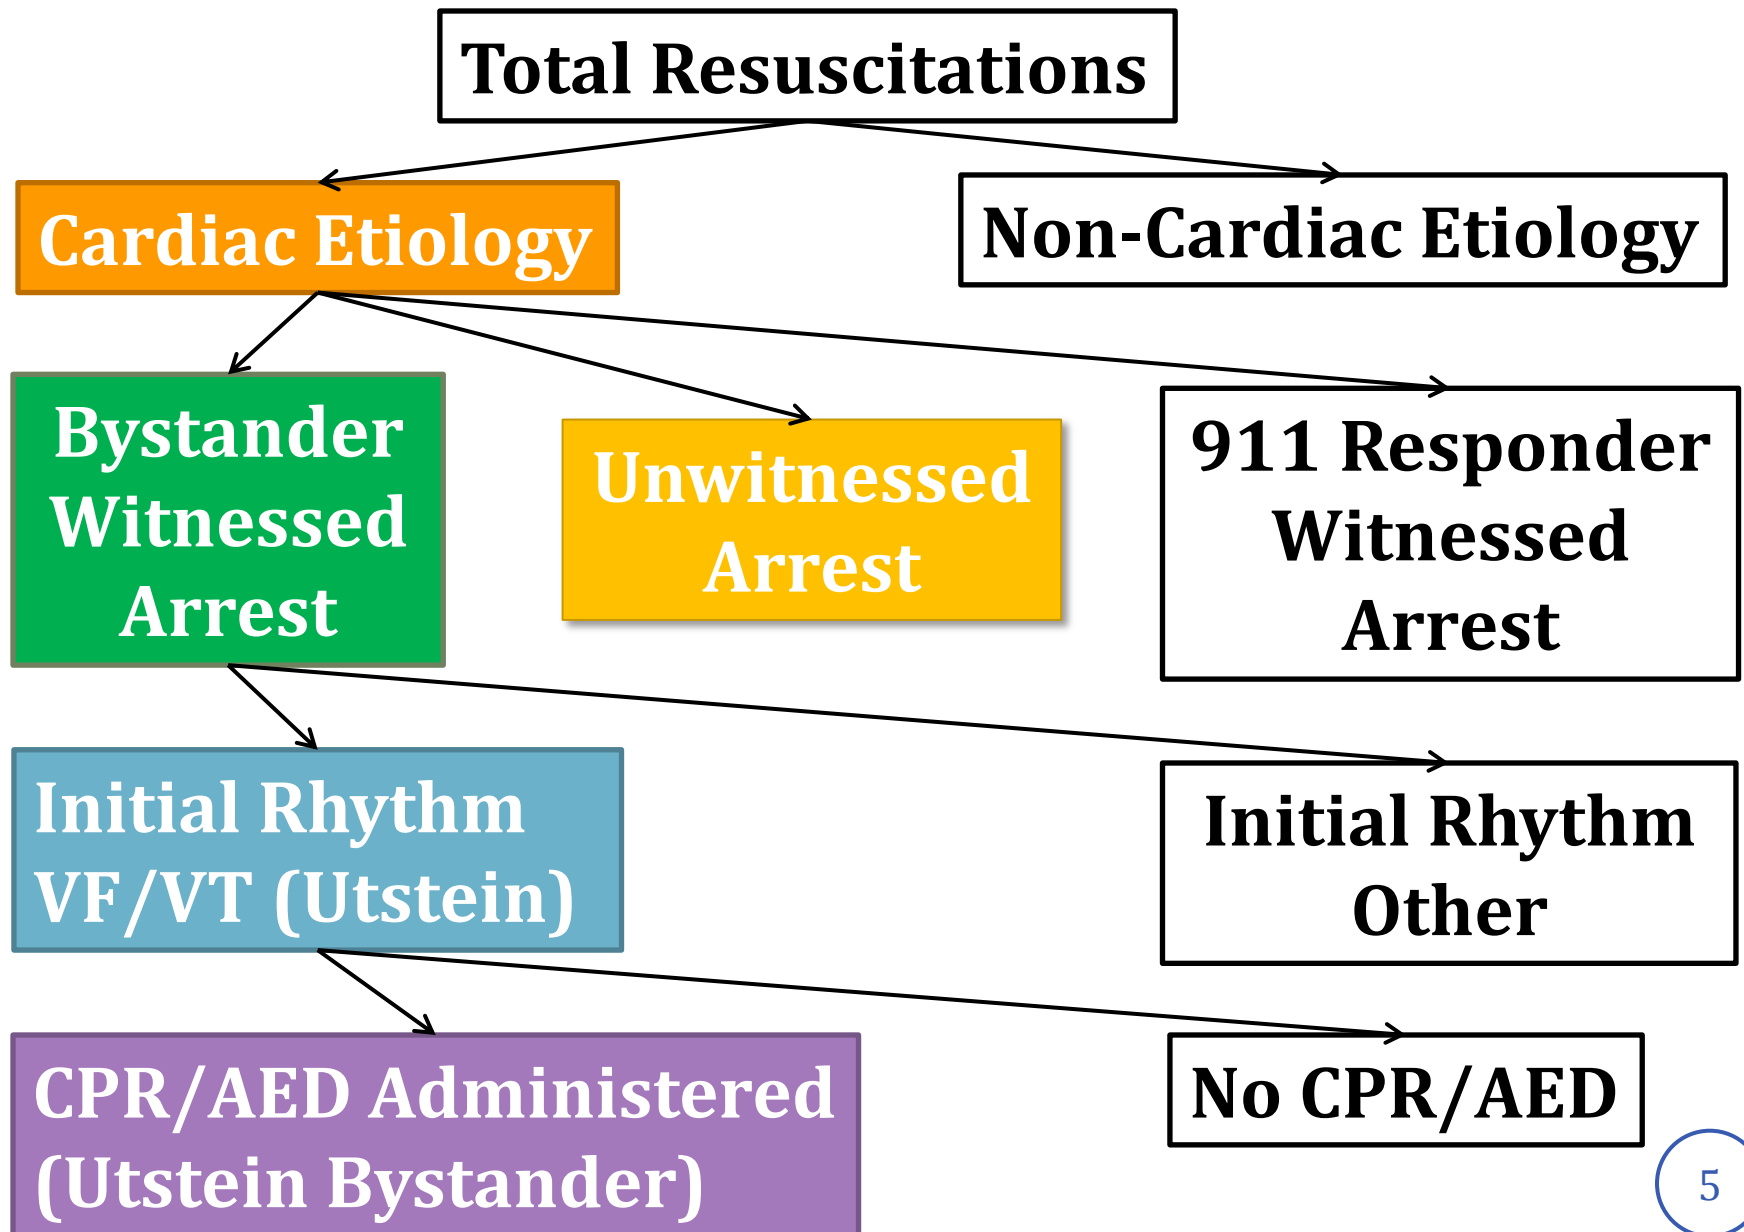 Total Resuscitations
Cardiac Etiology
Non-Cardiac Etiology
Bystander
Witnessed
Arrest
Unwitnessed
Arrest
911 Responder
Witnessed
Arrest
Initial Rhythm
VF/VT (Utstein)
Initial Rhythm
Other
CPR/AED Administered
(Utstein Bystander)
No CPR/AED
5